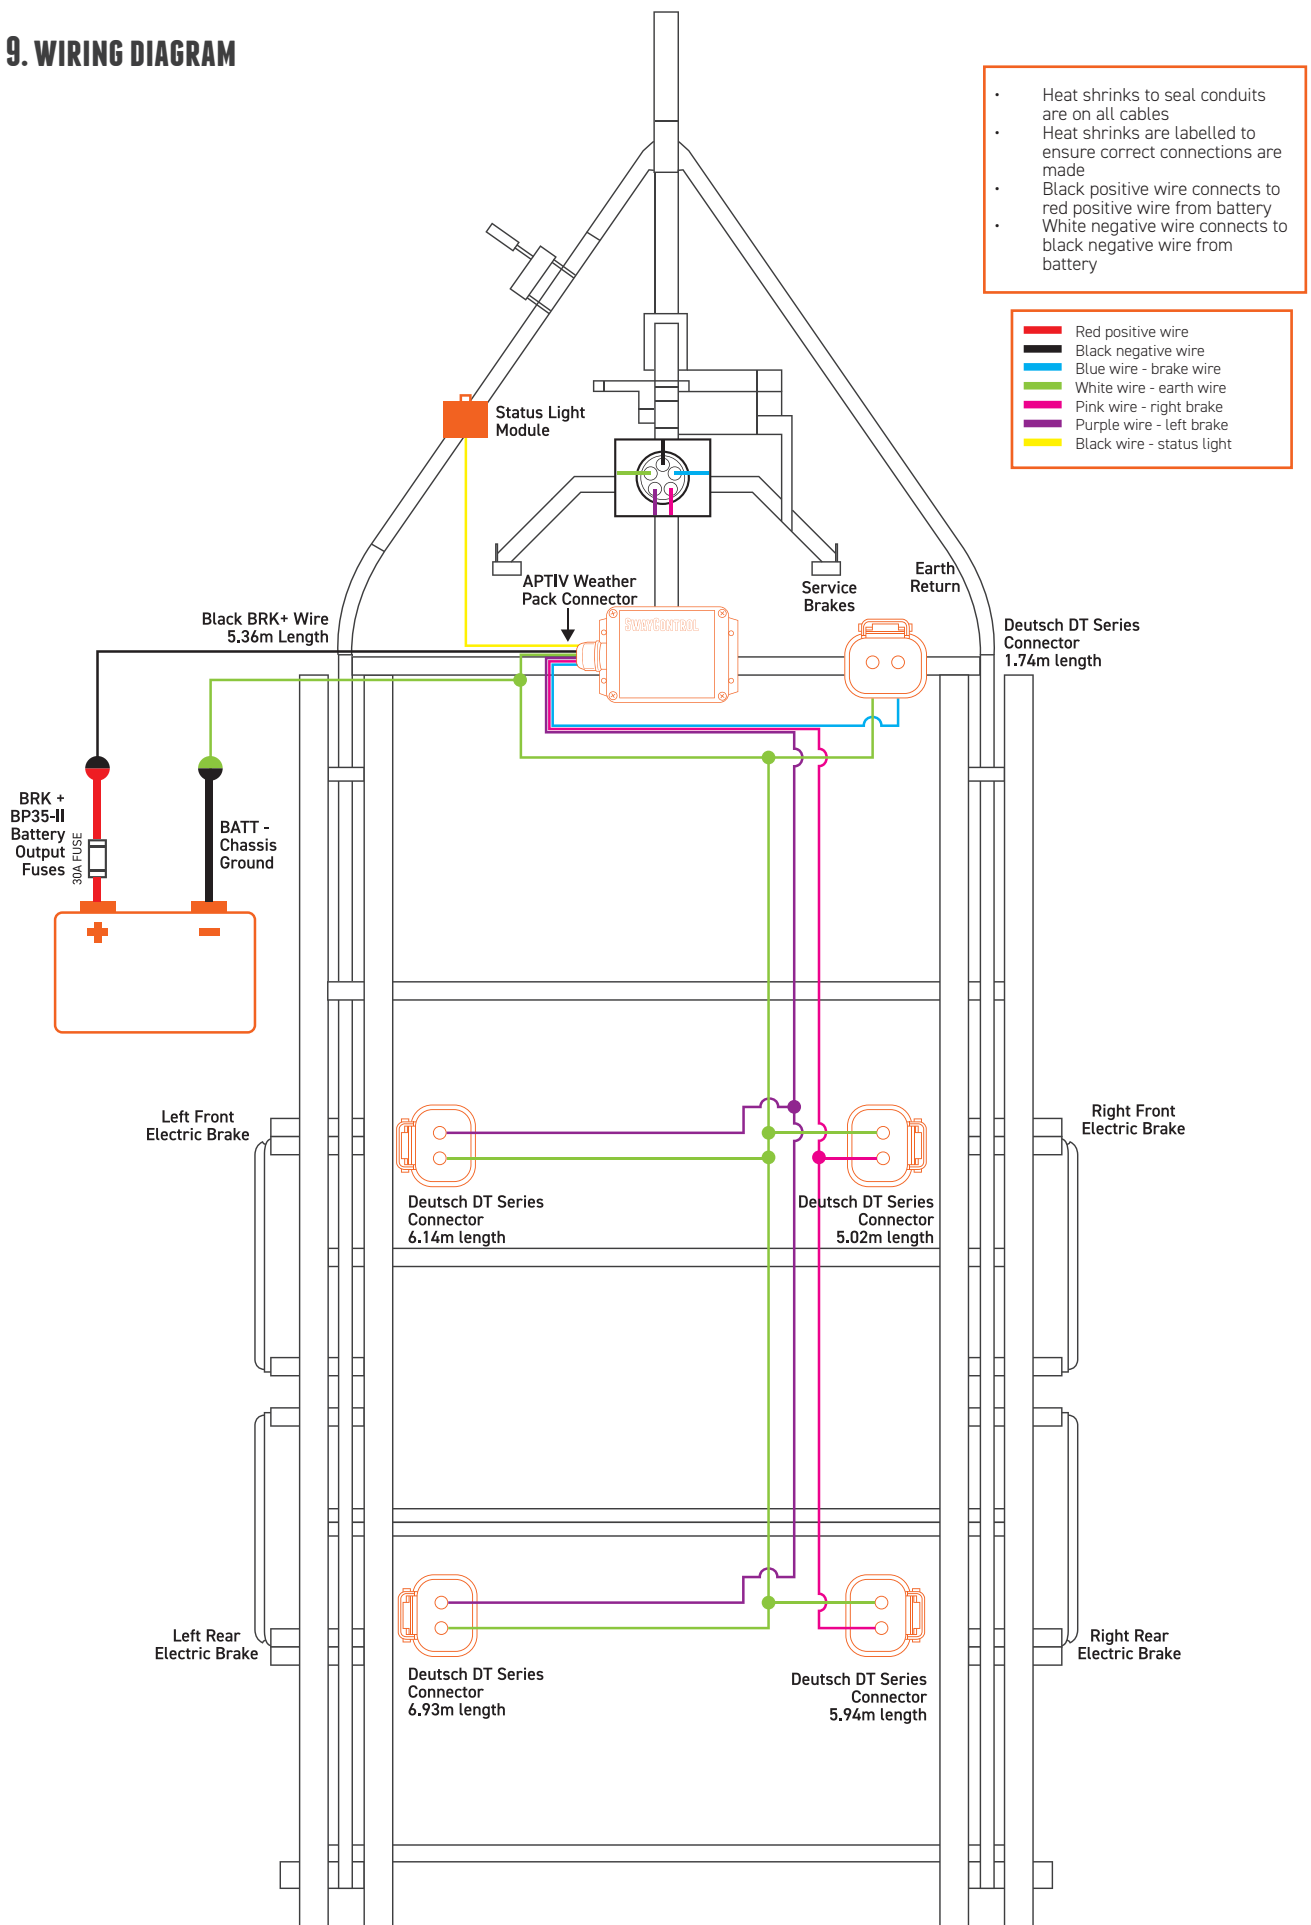 9. WIRING DIAGRAM
• Heat shrinks to seal conduits
are on all cables
• Heat shrinks are labelled to
ensure correct connections are
made
• Black positive wire connects to
red positive wire from battery
• White negative wire connects to
black negative wire from
battery
Red positive wire
Black negative wire
Blue wire - brake wire
White wire - earth wire
Pink wire - right brake
Purple wire - left brake
Black wire - status light
Status Light
Module
APTIV Weather
Pack Connector
Service
Brakes
Earth
Return
Black BRK+ Wire
5.36m Length
SWAYCONTROL
Deutsch DT Series
Connector
1.74m length
BRK +
BP35-II
Battery
Output
Fuses
30A FUSE
BATT -
Chassis
Ground
Left Front
Electric Brake
Right Front
Electric Brake
Deutsch DT Series
Connector
6.14m length
Deutsch DT Series
Connector
5.02m length
Left Rear
Electric Brake
Right Rear
Electric Brake
Deutsch DT Series
Connector
6.93m length
Deutsch DT Series
Connector
5.94m length